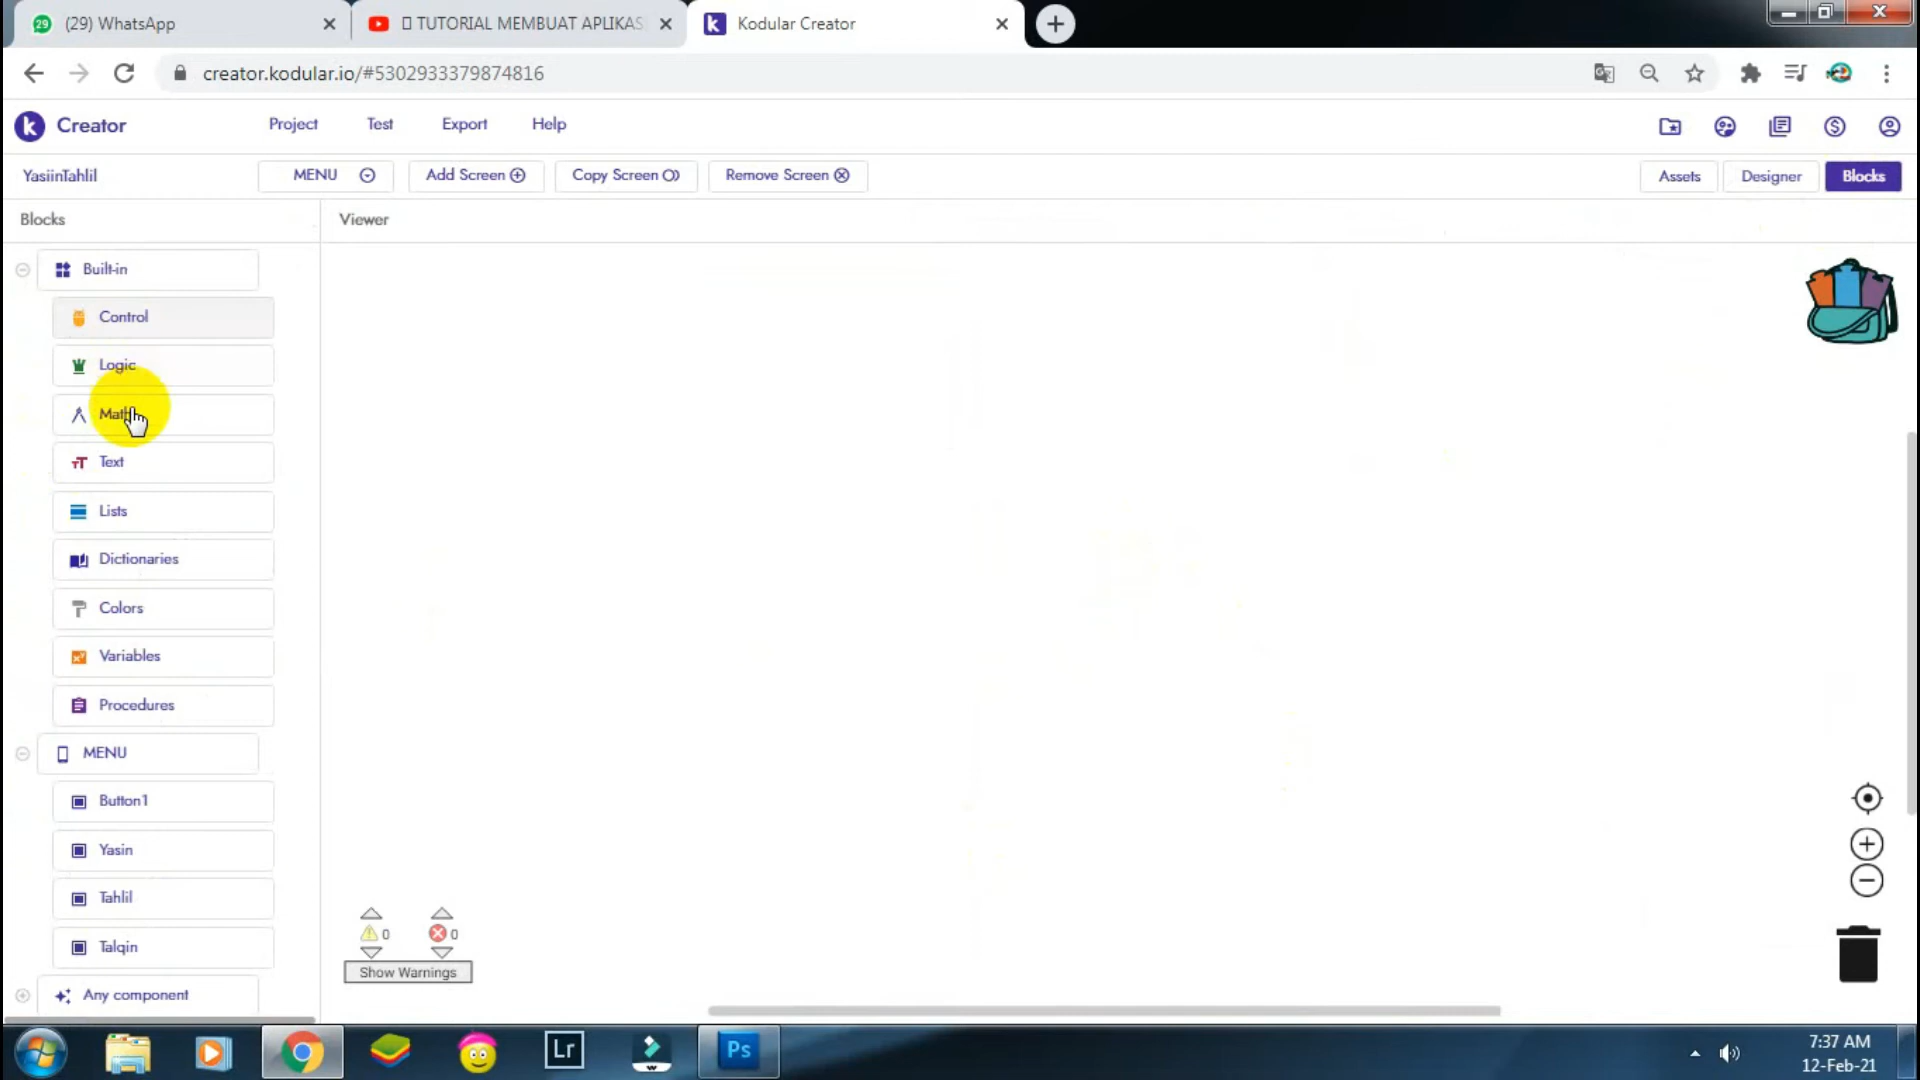 (29) WhatsApp
TUTORIAL MEMBUAT APLIKAS
Kodular Creator
creator.kodular.io/#5302933379874816
Creator
Project
Test
Export
Help
YasiinTahlil
MENU
Add Screen
Copy Screen
Remove Screen
Assets
Designer
Blocks
Blocks
Viewer
Built-in
Control
Logic
Math
Text
Lists
Dictionaries
Colors
Variables
Procedures
MENU
Button1
Yasin
Tahlil
Talqin
Any component
0
0
Show Warnings
Lr
Ps
7:37 AM
12-Feb-21